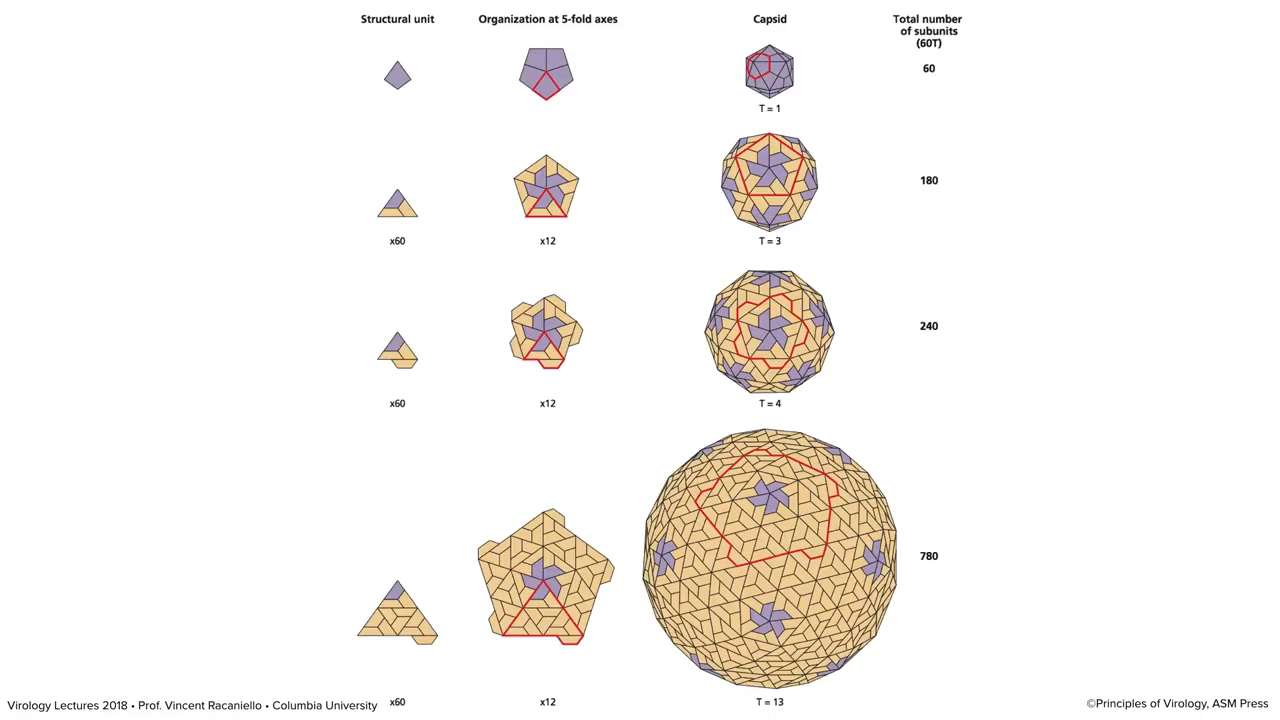 Structural unit
Organization at 5-fold axes
Capsid
Total number
of subunits
(60T)
60
T = 1
180
x60
x12
T = 3
240
x60
x12
T = 4
780
x60
x12
T = 13
Virology Lectures 2018 • Prof. Vincent Racaniello • Columbia University
©Principles of Virology, ASM Press